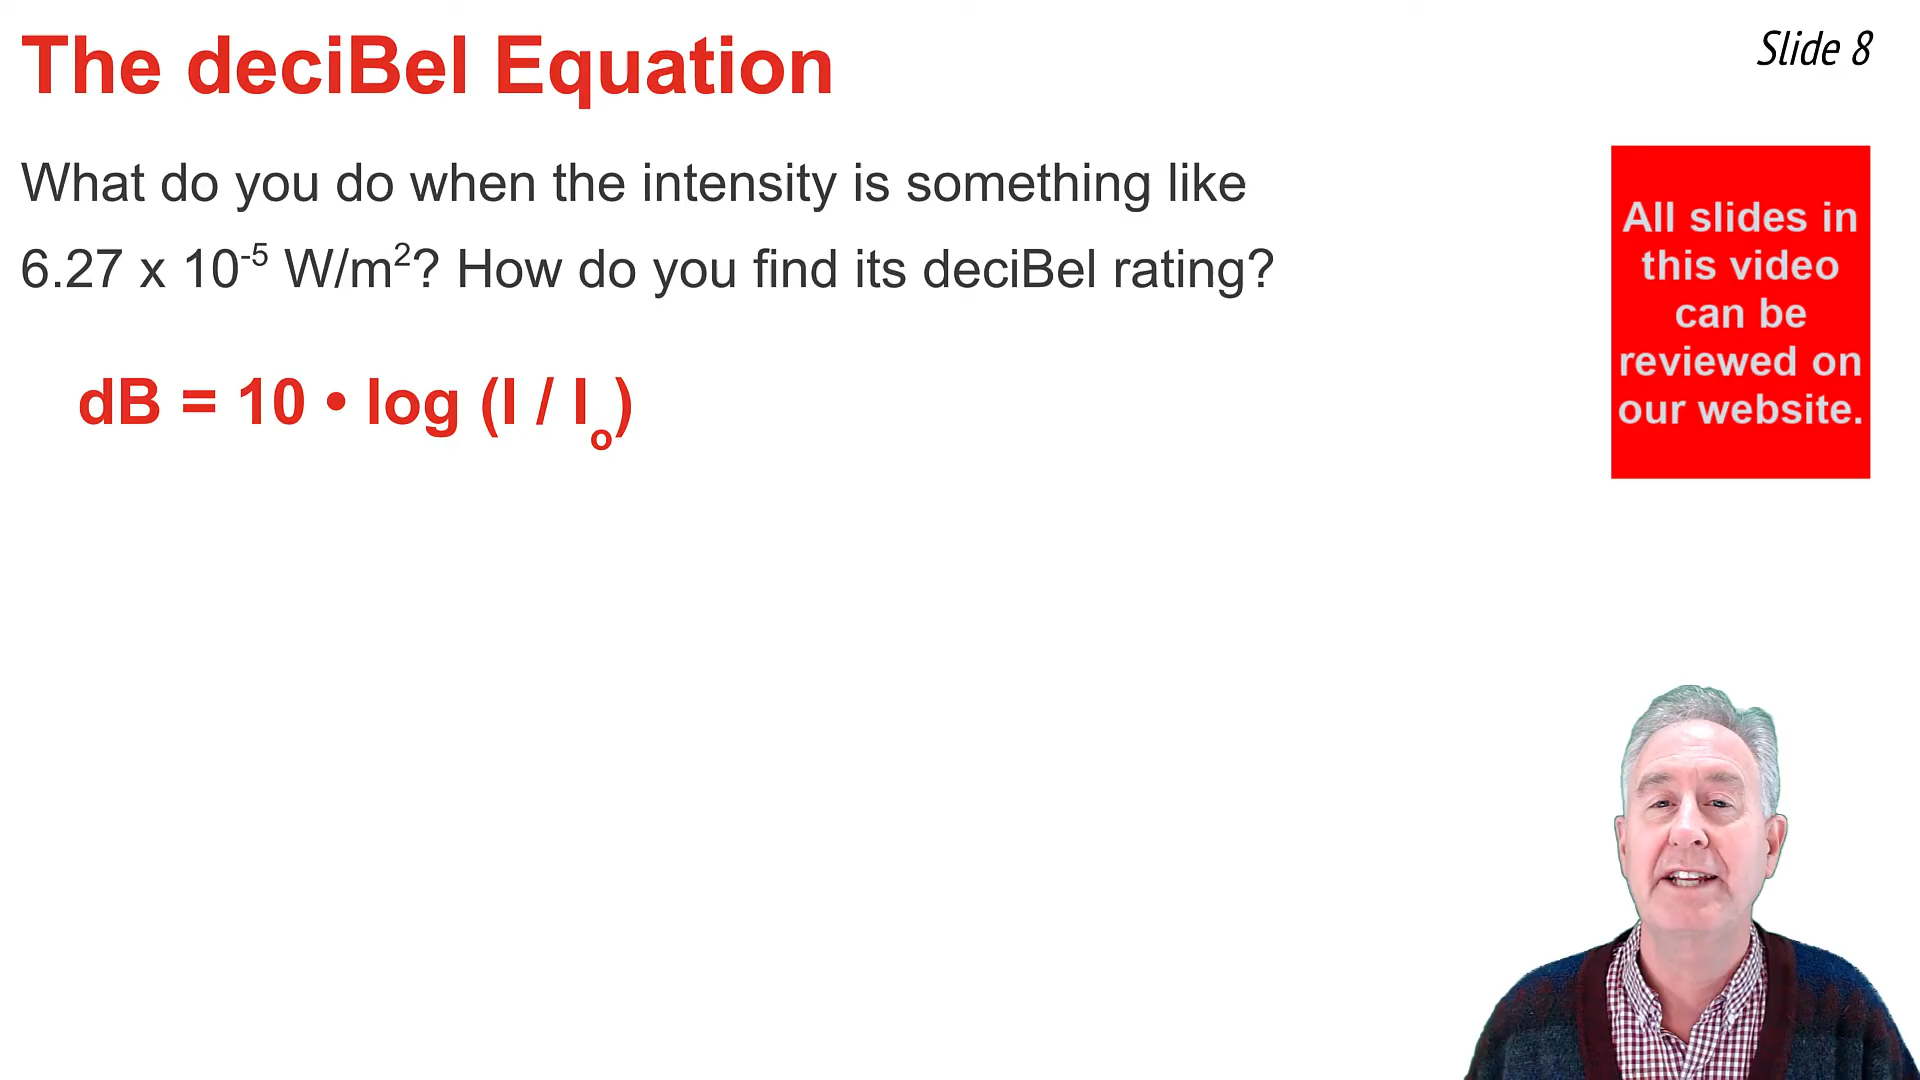 The deciBel Equation
Slide 8
What do you do when the intensity is something like
6.27 x 10⁻⁵ W/m²? How do you find its deciBel rating?
dB = 10 • log (I / Iₒ)
All slides in
this video
can be
reviewed on
our website.